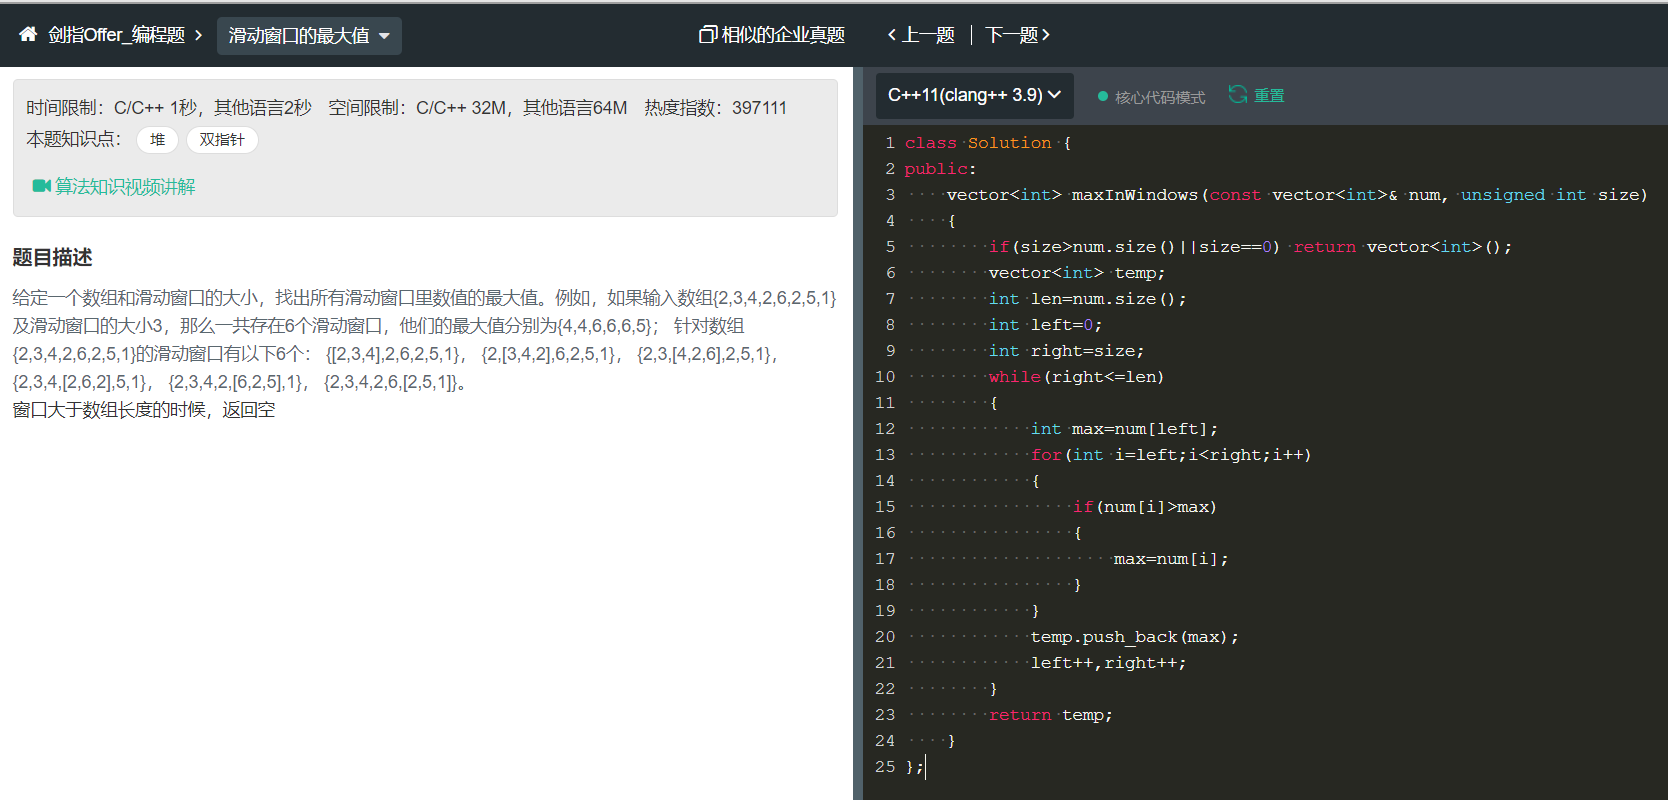 剑指Offer_编程题 > 滑动窗口的最大值
相似的企业真题
上一题 | 下一题
时间限制：C/C++ 1秒，其他语言2秒 空间限制：C/C++ 32M，其他语言64M 热度指数：397111
本题知识点： 堆 双指针
算法知识视频讲解
题目描述
给定一个数组和滑动窗口的大小，找出所有滑动窗口里数值的最大值。例如，如果输入数组{2,3,4,2,6,2,5,1}
及滑动窗口的大小3，那么一共存在6个滑动窗口，他们的最大值分别为{4,4,6,6,6,5}； 针对数组
{2,3,4,2,6,2,5,1}的滑动窗口有以下6个： {[2,3,4],2,6,2,5,1}， {2,[3,4,2],6,2,5,1}， {2,3,[4,2,6],2,5,1}，
{2,3,4,[2,6,2],5,1}， {2,3,4,2,[6,2,5],1}， {2,3,4,2,6,[2,5,1]}。
窗口大于数组长度的时候，返回空
C++11(clang++ 3.9)
核心代码模式
重置
1 class Solution {
2 public:
3     vector<int> maxInWindows(const vector<int>& num, unsigned int size)
4     {
5         if(size>num.size()||size==0) return vector<int>();
6         vector<int> temp;
7         int len=num.size();
8         int left=0;
9         int right=size;
10         while(right<=len)
11         {
12             int max=num[left];
13             for(int i=left;i<right;i++)
14             {
15                 if(num[i]>max)
16                 {
17                     max=num[i];
18                 }
19             }
20             temp.push_back(max);
21             left++,right++;
22         }
23         return temp;
24     }
25 };